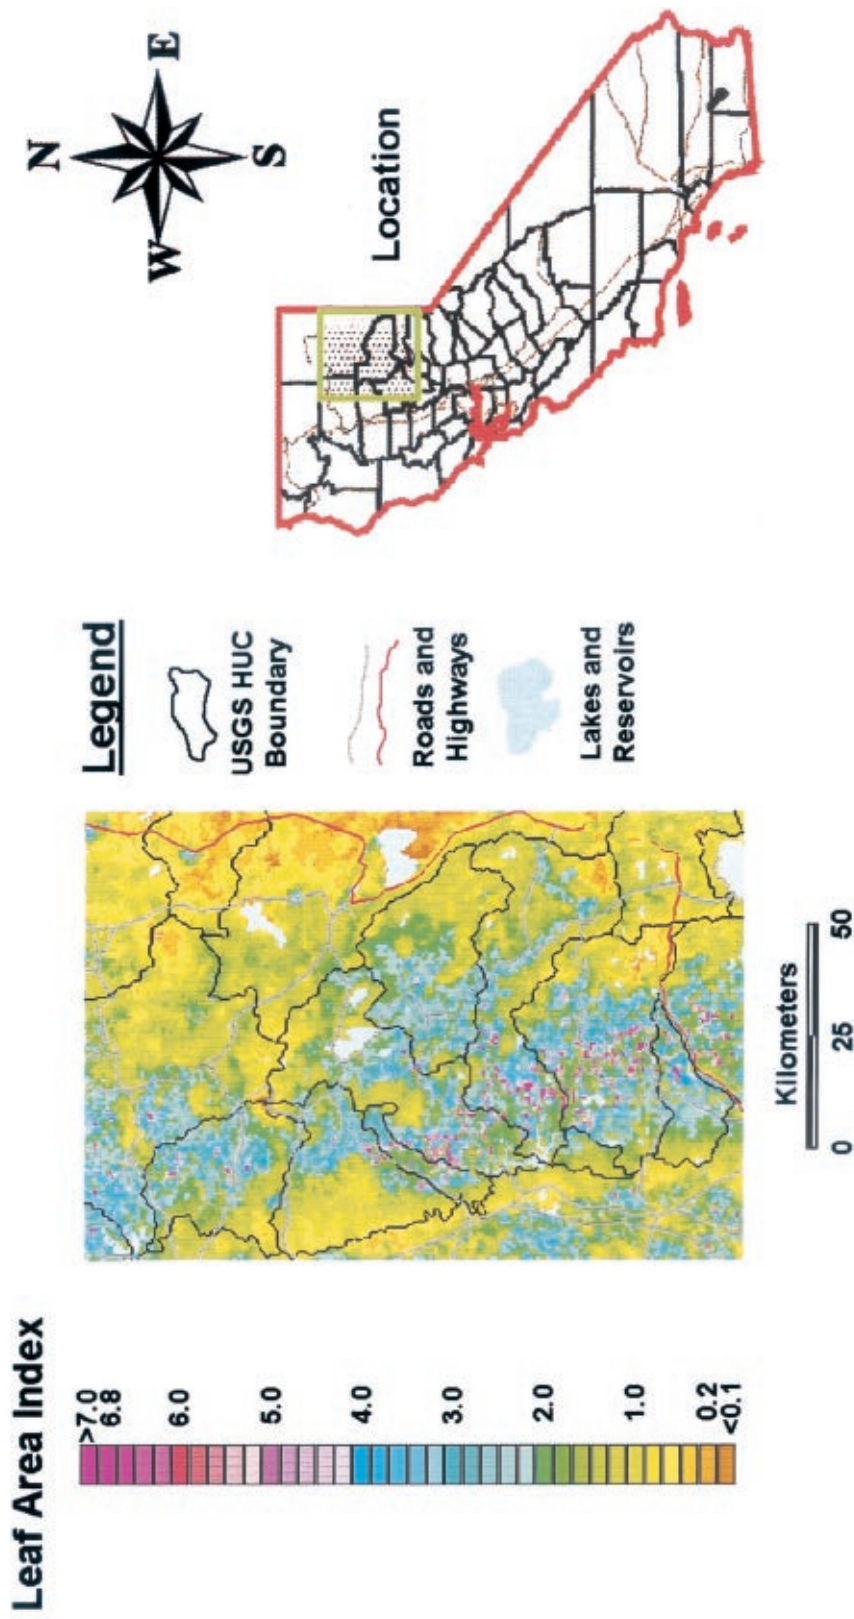 Leaf Area Index
>7.0
6.8
6.0
5.0
4.0
3.0
2.0
1.0
0.2
<0.1
Kilometers
0 25 50
Legend
USGS HUC
Boundary
Roads and
Highways
Lakes and
Reservoirs
N
W
E
S
Location